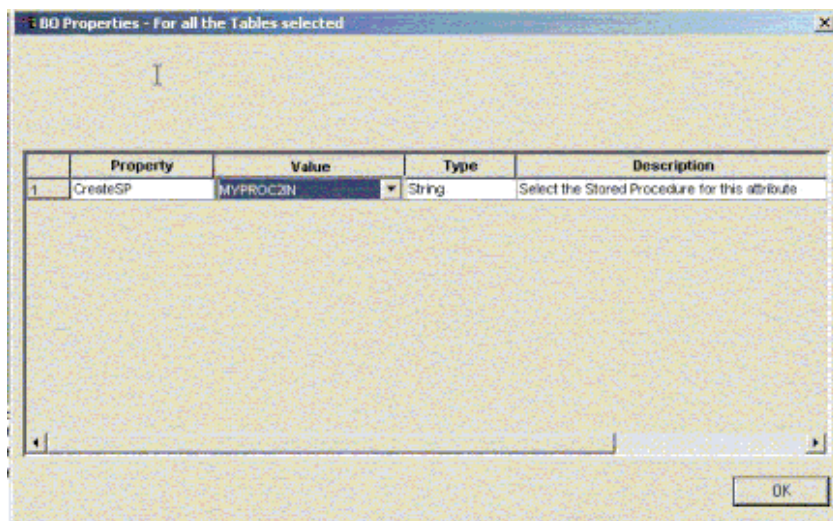 BO Properties - For all the Tables selected
Property Value Type Description
1 CreateSP MYPROC2IN String Select the Stored Procedure for this attribute
OK